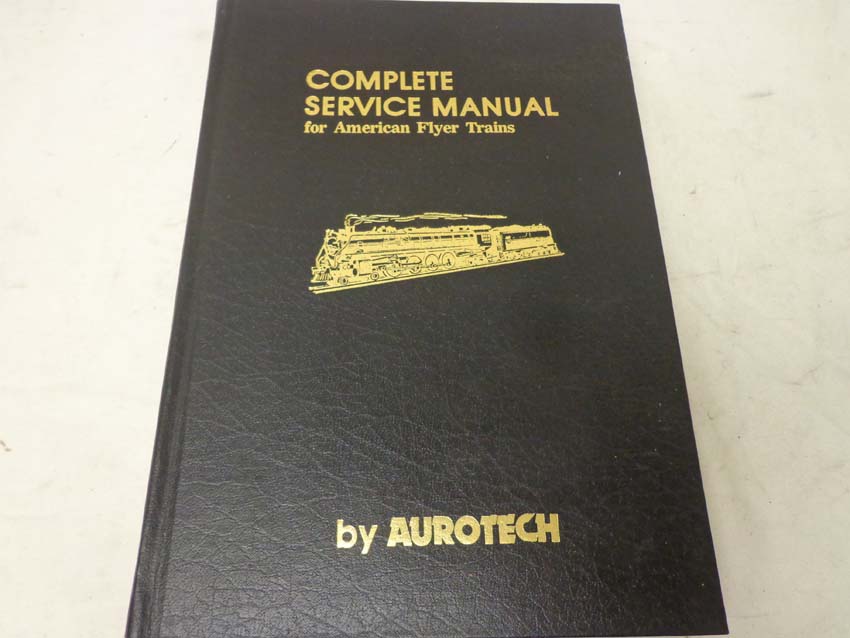 COMPLETE
SERVICE MANUAL
for American Flyer Trains
by AUROTECH